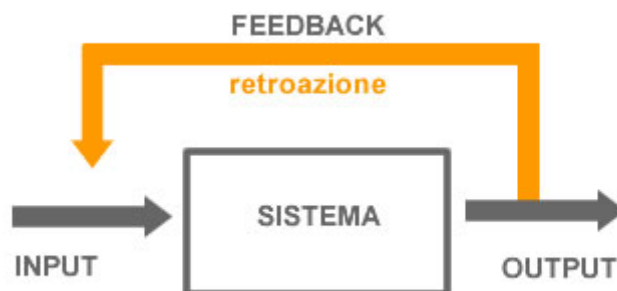 FEEDBACK
retroazione
SISTEMA
INPUT
OUTPUT